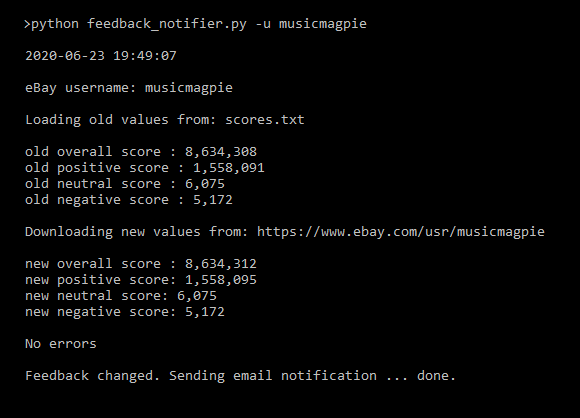 >python feedback_notifier.py -u musicmagpie
2020-06-23 19:49:07
eBay username: musicmagpie
Loading old values from: scores.txt
old overall score : 8,634,308
old positive score : 1,558,091
old neutral score : 6,075
old negative score : 5,172
Downloading new values from: https://www.ebay.com/usr/musicmagpie
new overall score : 8,634,312
new positive score: 1,558,095
new neutral score: 6,075
new negative score: 5,172
No errors
Feedback changed. Sending email notification ... done.